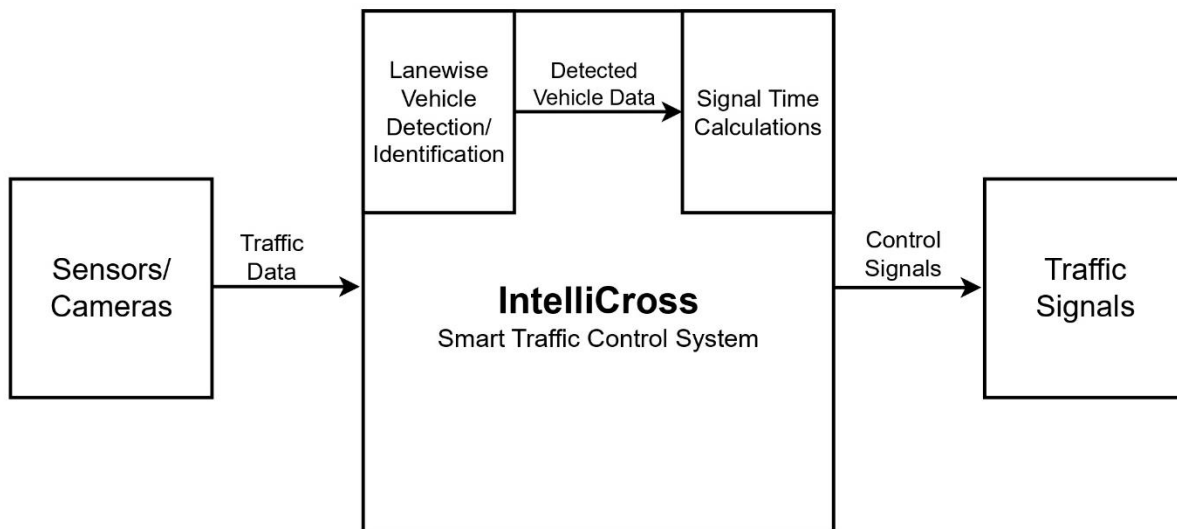 Sensors/
Cameras
Traffic
Data
Lanewise
Vehicle
Detection/
Identification
Detected
Vehicle Data
Signal Time
Calculations
IntelliCross
Smart Traffic Control System
Control
Signals
Traffic
Signals